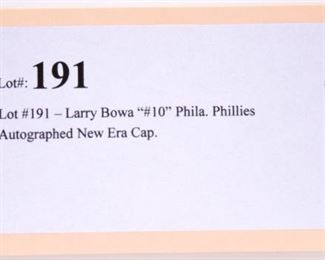 Lot#: 191
Lot #191 – Larry Bowa “#10” Phila. Phillies
Autographed New Era Cap.